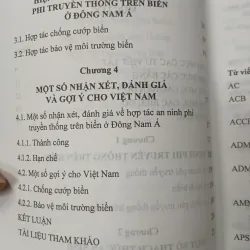 PHI TRUYỀN THỐNG TRÊN BIỂN
Ở ĐÔNG NAM Á
3.1. Hợp tác chống cướp biển
3.2. Hợp tác bảo vệ môi trường biển
Chương 4
MỘT SỐ NHẬN XÉT, ĐÁNH GIÁ
VÀ GỢI Ý CHO VIỆT NAM
4.1. Một số nhận xét, đánh giá về hợp tác an ninh phi
truyền thống trên biển ở Đông Nam Á
4.1.1. Thành công
4.1.2. Hạn chế
4.2. Một số gợi ý cho Việt Nam
4.2.1. Chống cướp biển
4.2.2. Bảo vệ môi trường biển
KẾT LUẬN
TÀI LIỆU THAM KHẢO
Từ viế
AC
ACB
ACCI
ADM
ADM
AM
APS